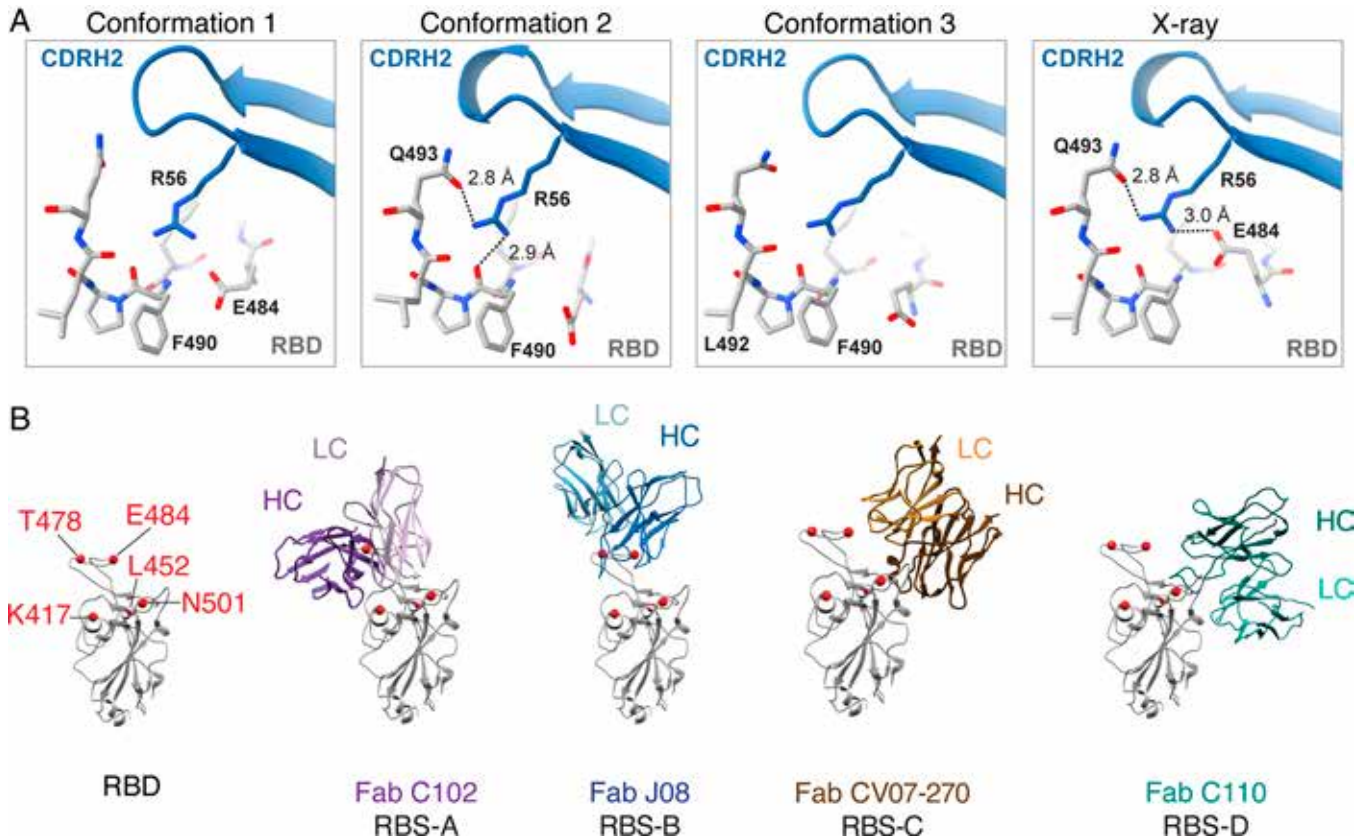 A
Conformation 1
Conformation 2
Conformation 3
X-ray
CDRH2
R56
E484
F490
RBD
CDRH2
Q493
2.8 Å
R56
2.9 Å
F490
RBD
CDRH2
L492
F490
RBD
CDRH2
Q493
2.8 Å
R56
3.0 Å
E484
RBD
B
T478
E484
L452
K417
N501
RBD
LC
HC
Fab C102
RBS-A
LC
HC
Fab J08
RBS-B
LC
HC
Fab CV07-270
RBS-C
HC
LC
Fab C110
RBS-D